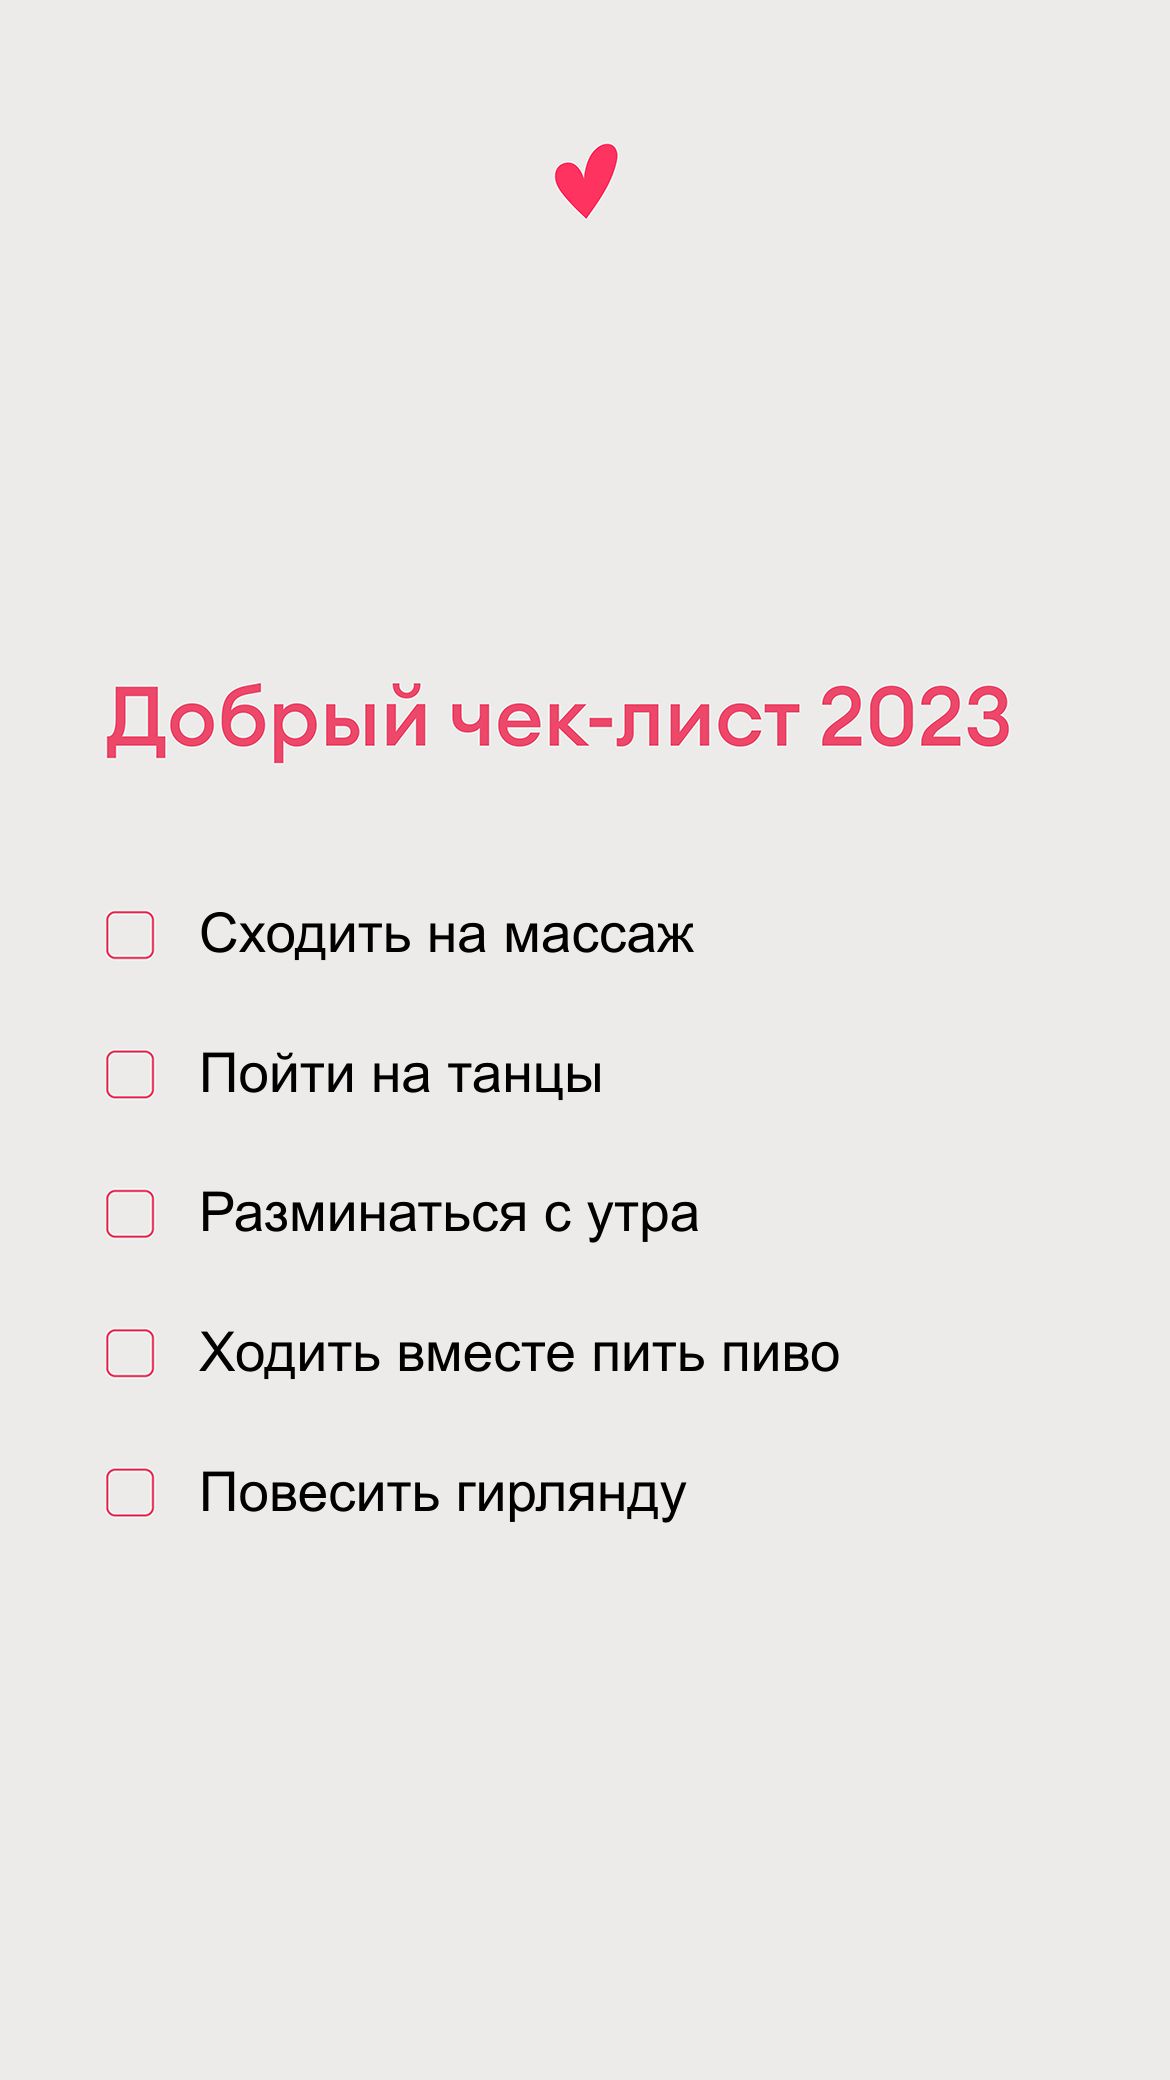 Добрый чек-лист 2023
Сходить на массаж
Пойти на танцы
Разминаться с утра
Ходить вместе пить пиво
Повесить гирлянду